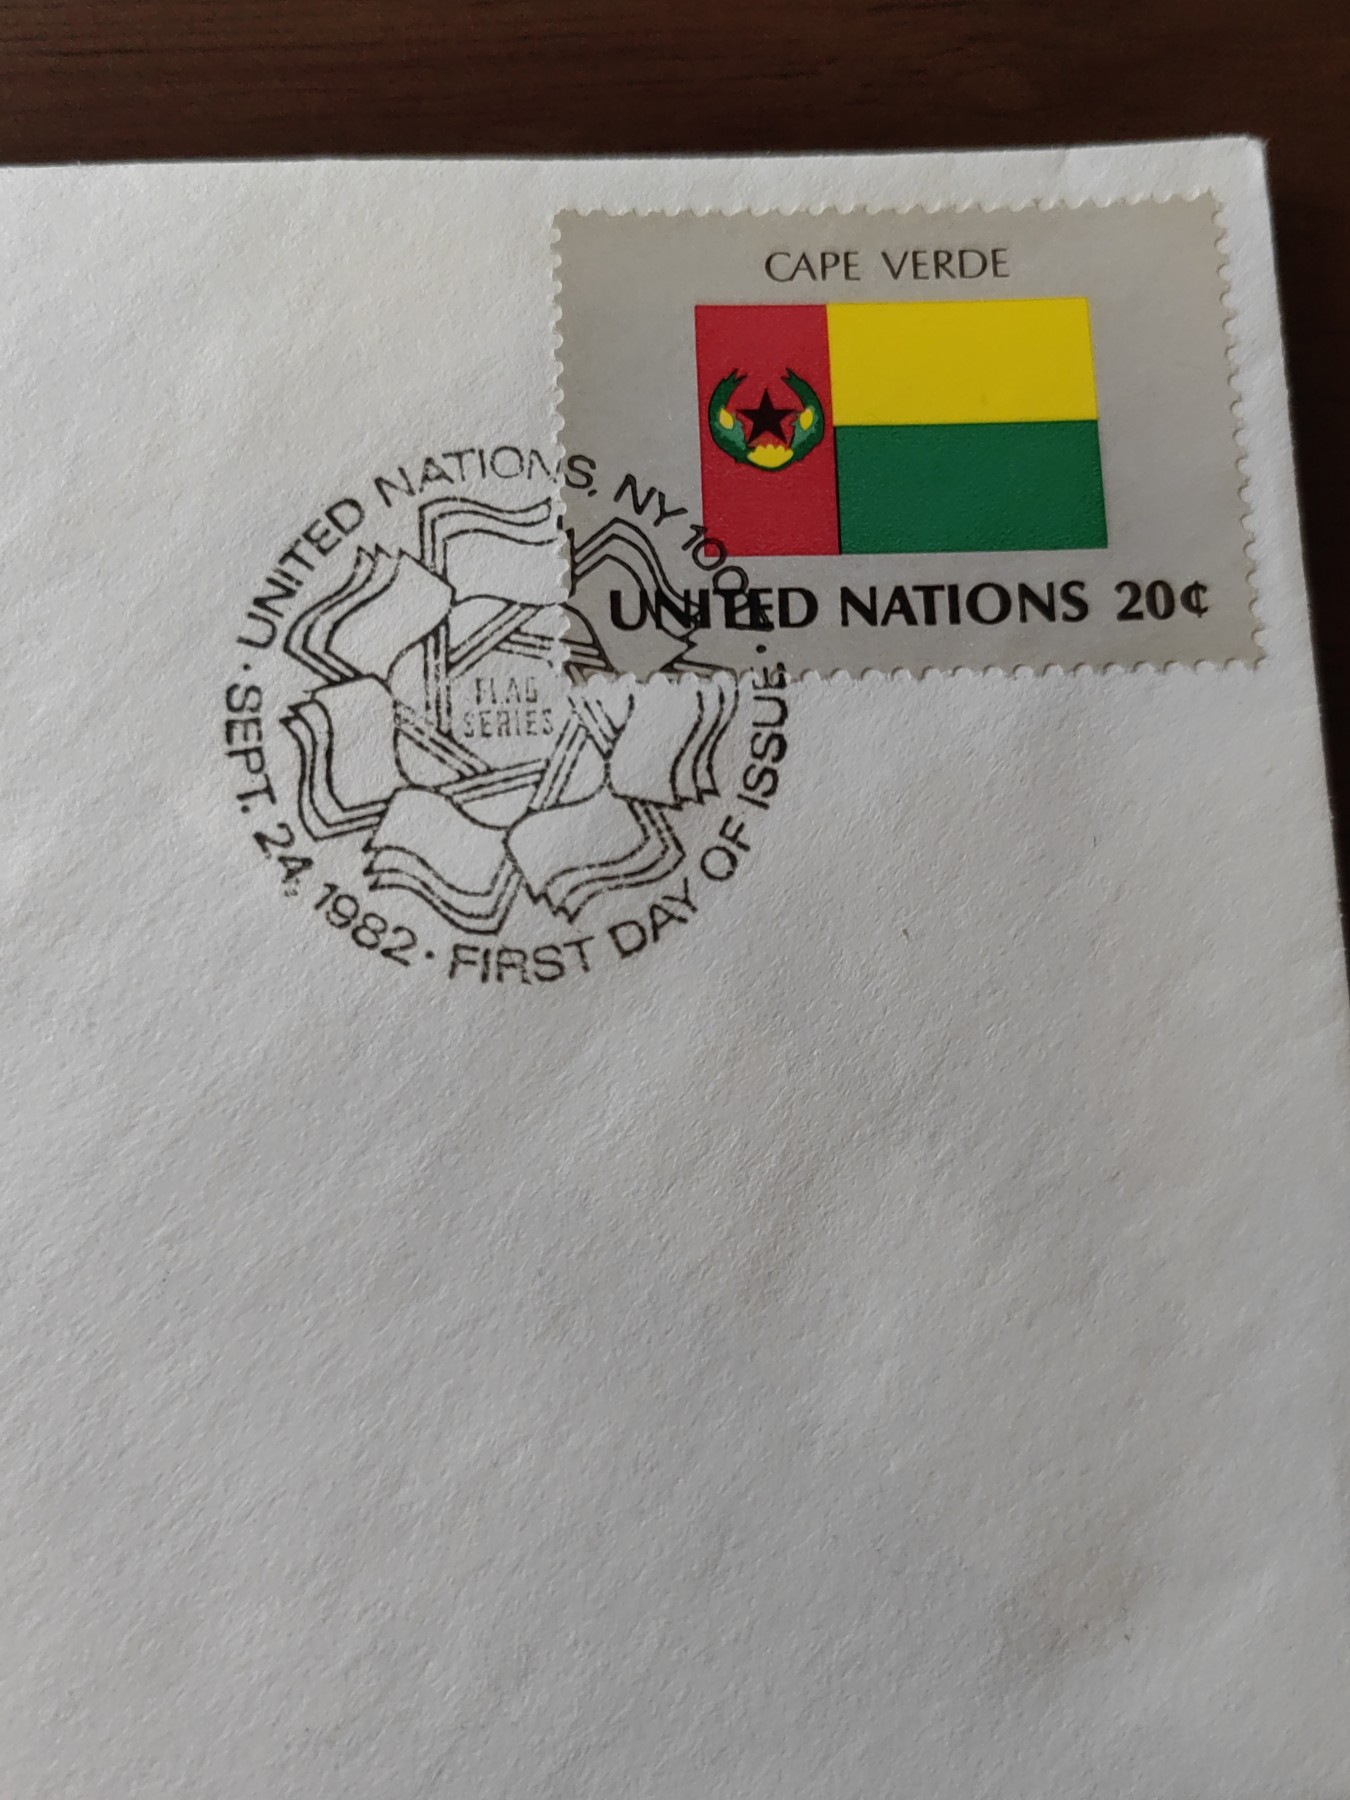 CAPE VERDE
UNITED NATIONS 20¢
· UNITED NATIONS, NY
SEPT. 24, 1982 · FIRST DAY OF ISSUE ·
FLAG
SERIES